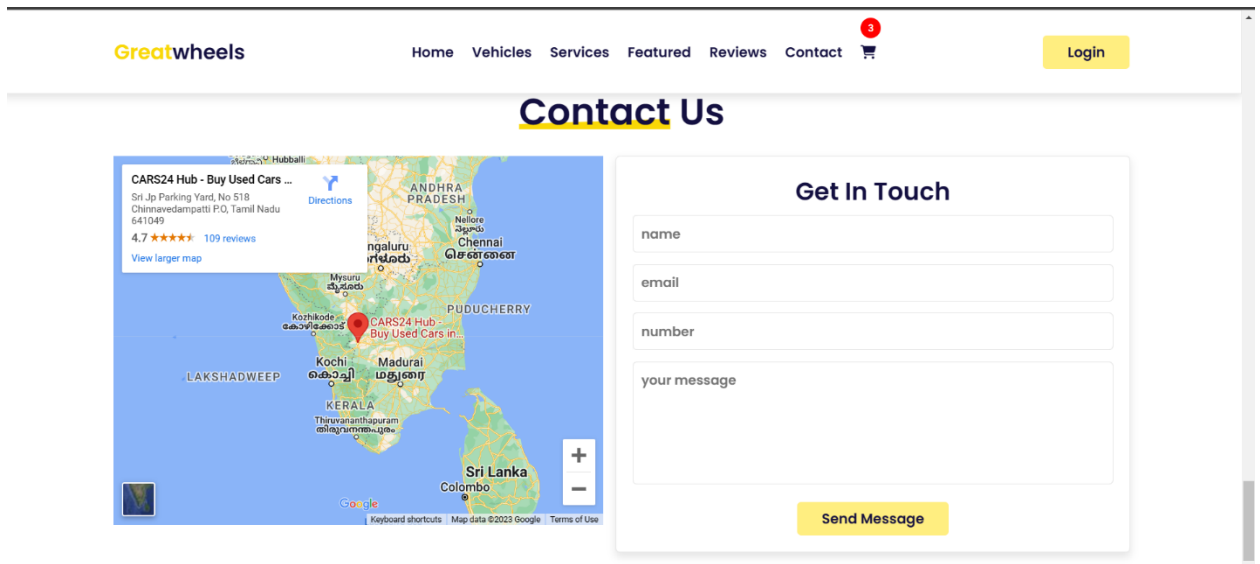 Greatwheels
Home Vehicles Services Featured Reviews Contact 3
Login
Contact Us
CARS24 Hub - Buy Used Cars ...
Sri Jp Parking Yard, No 518
Chinnavedampatti P.O, Tamil Nadu
641049
4.7 109 reviews
View larger map
Directions
Hubballi
ANDHRA
PRADESH
Nellore
నెల్లూరు
Chennai
சென்னை
ngaluru
Mysuru
ಮೈಸೂರು
PUDUCHERRY
Kozhikode
കോഴിക്കോട്
CARS24 Hub -
Buy Used Cars in...
Kochi
കൊച്ചി
Madurai
மதுரை
LAKSHADWEEP
KERALA
Thiruvananthapuram
തിരുവനന്തപുരം
Sri Lanka
Colombo
Google
Keyboard shortcuts Map data ©2023 Google Terms of Use
Get In Touch
name
email
number
your message
Send Message